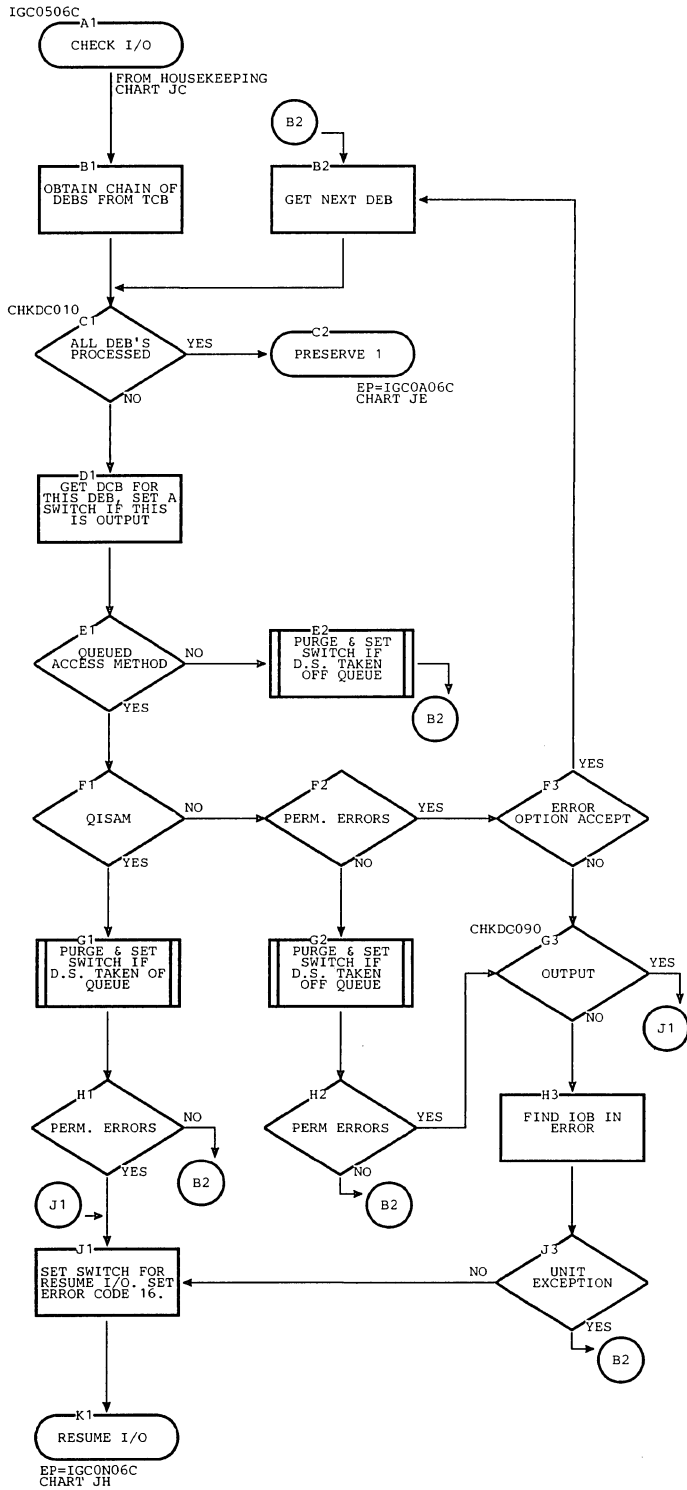 IGC0506C
A1
CHECK I/O
FROM HOUSEKEEPING
CHART JC
B2
B1
OBTAIN CHAIN OF
DEBS FROM TCB
B2
GET NEXT DEB
CHKDC010
C1
ALL DEB'S
PROCESSED
YES
NO
C2
PRESERVE 1
EP=IGC0A06C
CHART JE
D1
GET DCB FOR
THIS DEB, SET A
SWITCH IF THIS
IS OUTPUT
E1
QUEUED
ACCESS METHOD
NO
YES
E2
PURGE & SET
SWITCH IF
D.S. TAKEN
OFF QUEUE
B2
F1
QISAM
NO
YES
F2
PERM. ERRORS
YES
NO
F3
ERROR
OPTION ACCEPT
YES
NO
G1
PURGE & SET
SWITCH IF
D.S. TAKEN OF
QUEUE
G2
PURGE & SET
SWITCH IF
D.S. TAKEN
OFF QUEUE
CHKDC090
G3
OUTPUT
YES
NO
J1
H1
PERM. ERRORS
NO
YES
B2
H2
PERM ERRORS
YES
NO
B2
H3
FIND IOB IN
ERROR
J1
J1
SET SWITCH FOR
RESUME I/O. SET
ERROR CODE 16.
J3
UNIT
EXCEPTION
NO
YES
B2
K1
RESUME I/O
EP=IGC0N06C
CHART JH